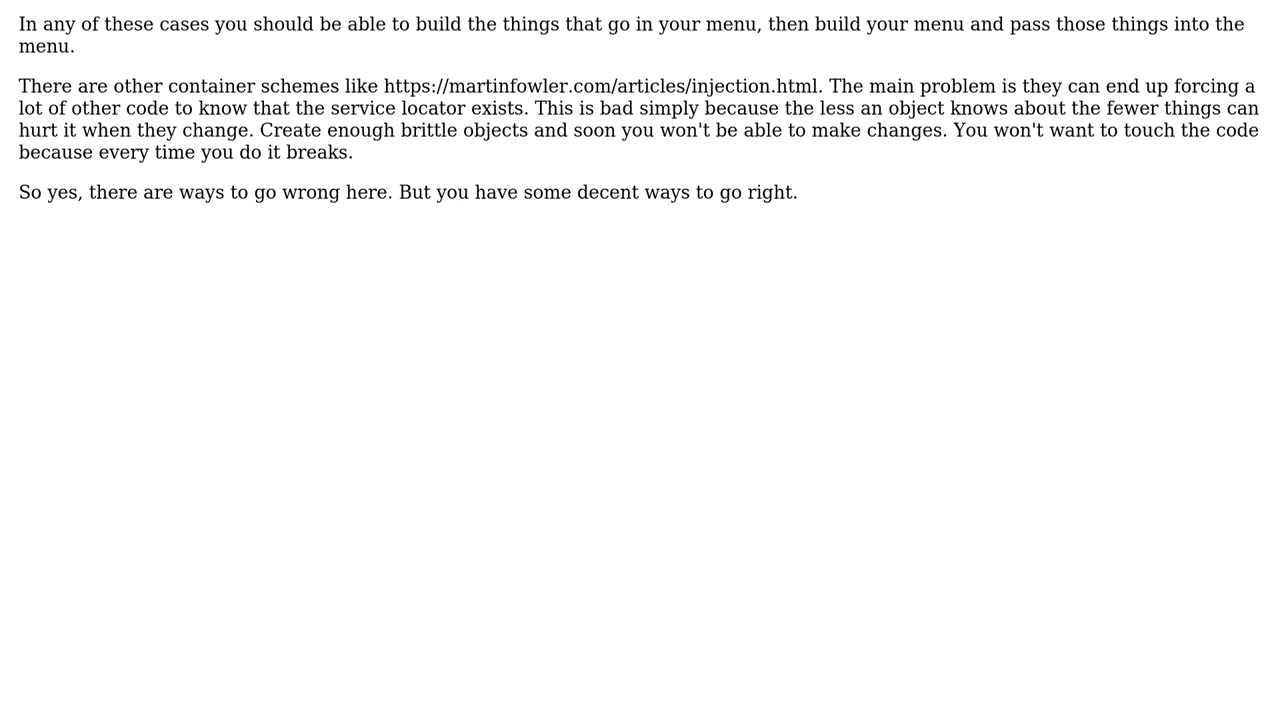 In any of these cases you should be able to build the things that go in your menu, then build your menu and pass those things into the
menu.
There are other container schemes like https://martinfowler.com/articles/injection.html. The main problem is they can end up forcing a
lot of other code to know that the service locator exists. This is bad simply because the less an object knows about the fewer things can
hurt it when they change. Create enough brittle objects and soon you won't be able to make changes. You won't want to touch the code
because every time you do it breaks.
So yes, there are ways to go wrong here. But you have some decent ways to go right.